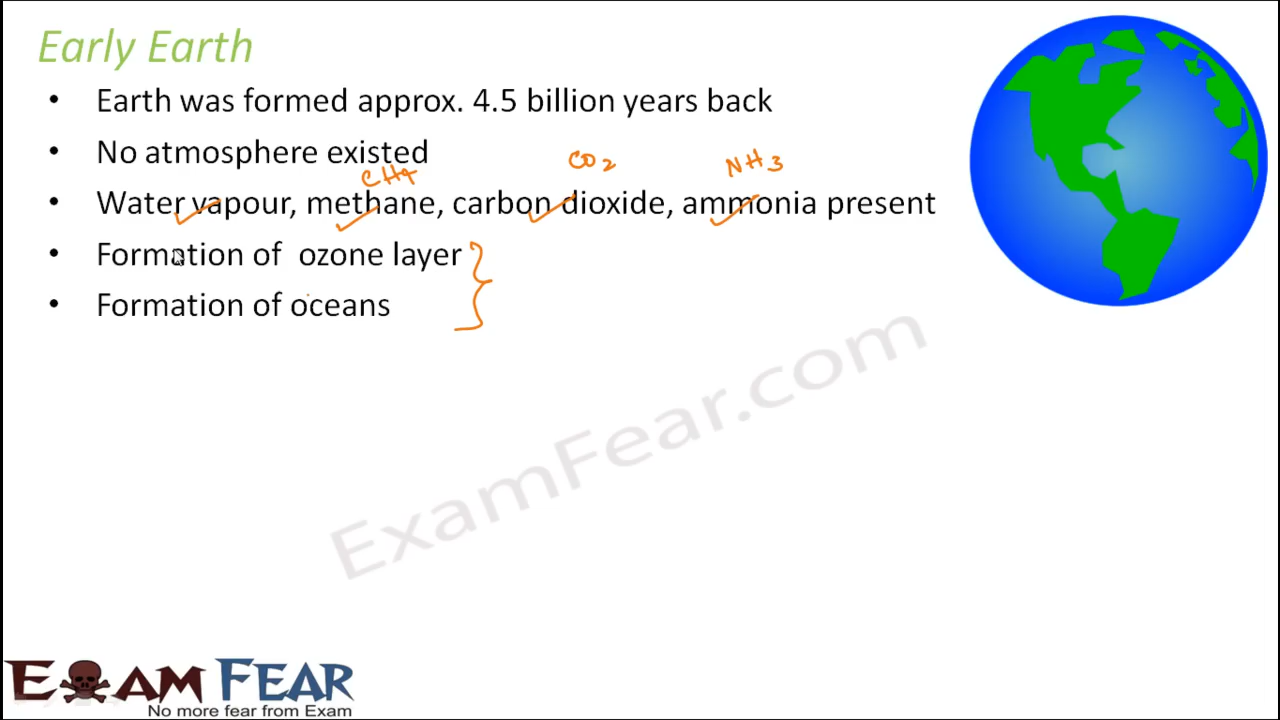 Early Earth
• Earth was formed approx. 4.5 billion years back
• No atmosphere existed
CH4 CO2 NH3
• Water vapour, methane, carbon dioxide, ammonia present
• Formation of ozone layer
• Formation of oceans
ExamFear.com
EXAM FEAR
No more fear from Exam